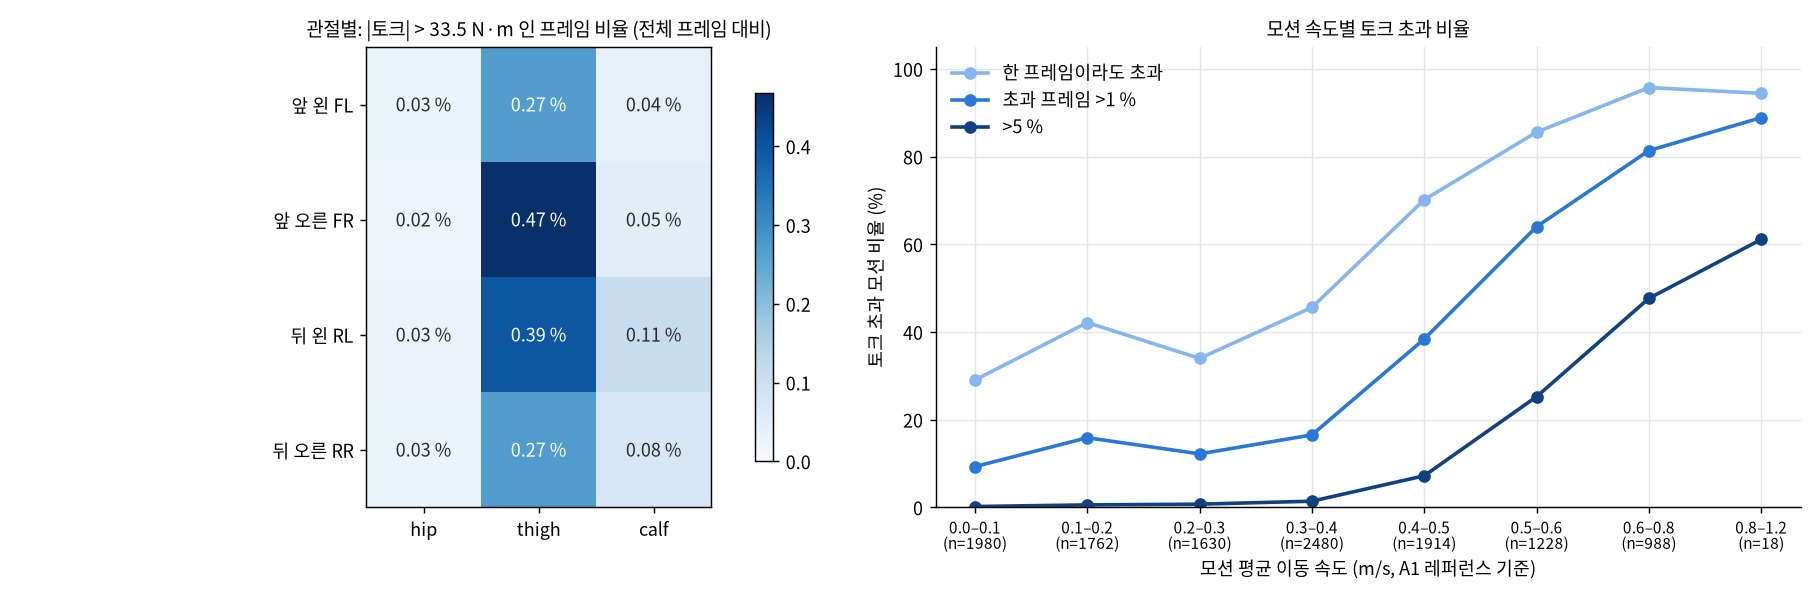 관절별: |토크| > 33.5 N·m 인 프레임 비율 (전체 프레임 대비)
앞 왼 FL
0.03 %
0.27 %
0.04 %
앞 오른 FR
0.02 %
0.47 %
0.05 %
뒤 왼 RL
0.03 %
0.39 %
0.11 %
뒤 오른 RR
0.03 %
0.27 %
0.08 %
hip
thigh
calf
0.4
0.3
0.2
0.1
0.0
모션 속도별 토크 초과 비율
한 프레임이라도 초과
초과 프레임 >1 %
>5 %
토크 초과 모션 비율 (%)
100
80
60
40
20
0
0.0–0.1
(n=1980)
0.1–0.2
(n=1762)
0.2–0.3
(n=1630)
0.3–0.4
(n=2480)
0.4–0.5
(n=1914)
0.5–0.6
(n=1228)
0.6–0.8
(n=988)
0.8–1.2
(n=18)
모션 평균 이동 속도 (m/s, A1 레퍼런스 기준)